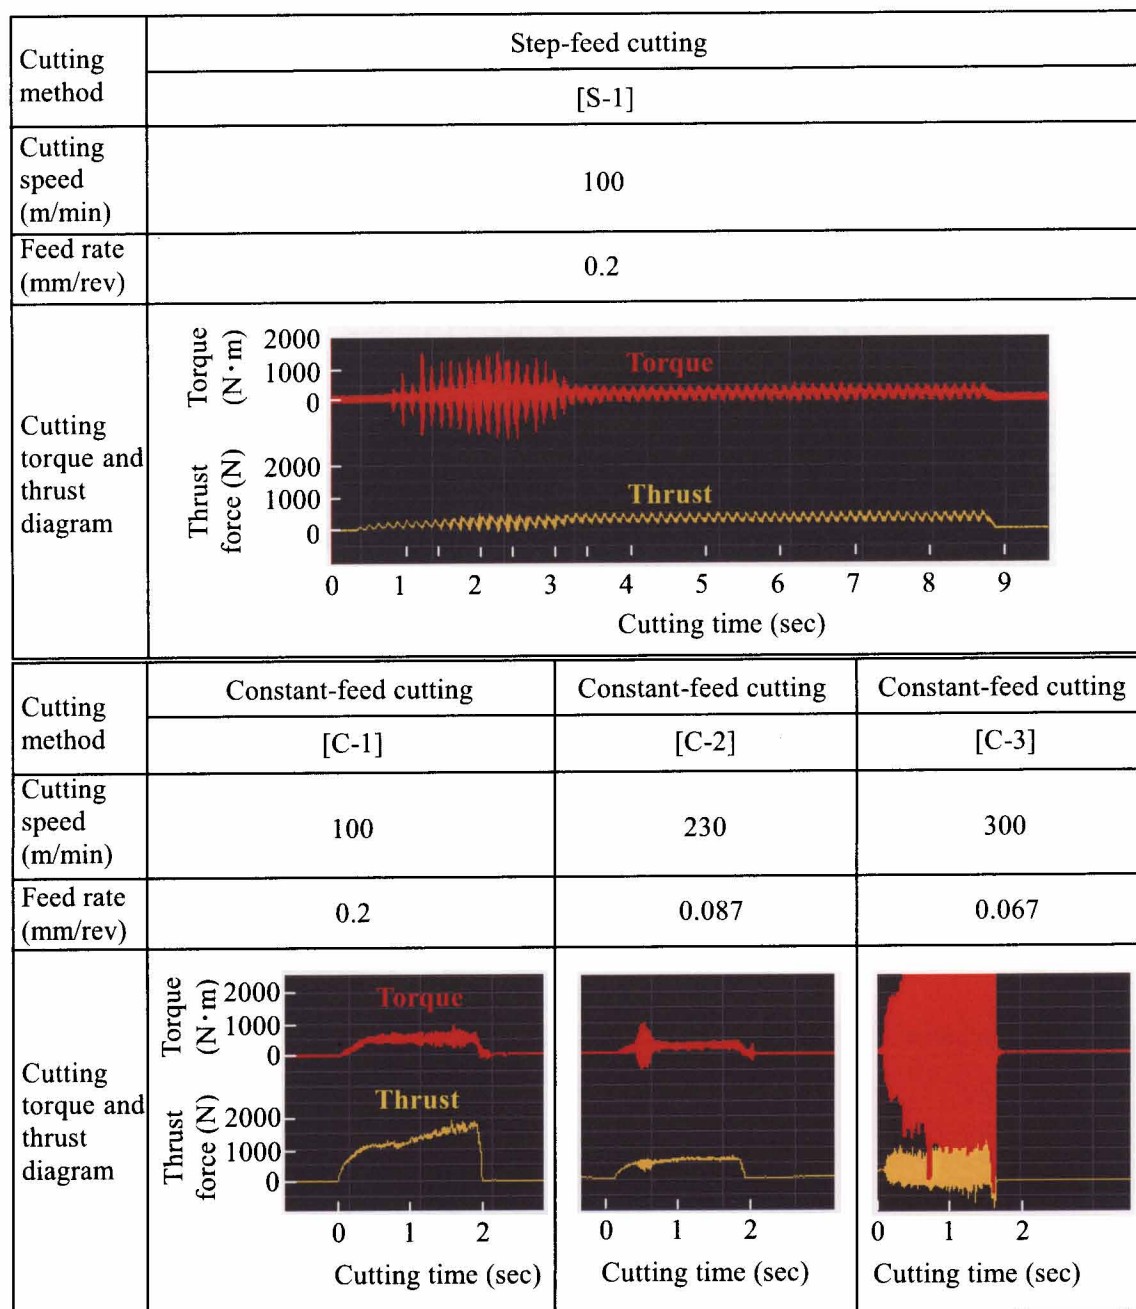 Cutting
method
Step-feed cutting
[S-1]
Cutting
speed
(m/min)
100
Feed rate
(mm/rev)
0.2
Cutting
torque and
thrust
diagram
Torque
(N·m)
2000
1000
0
Torque
Thrust
force (N)
2000
1000
0
Thrust
0 1 2 3 4 5 6 7 8 9
Cutting time (sec)
Cutting
method
Constant-feed cutting
Constant-feed cutting
Constant-feed cutting
[C-1]
[C-2]
[C-3]
Cutting
speed
(m/min)
100
230
300
Feed rate
(mm/rev)
0.2
0.087
0.067
Cutting
torque and
thrust
diagram
Torque
(N·m)
2000
1000
0
Torque
Thrust
force (N)
2000
1000
0
Thrust
0 1 2
Cutting time (sec)
0 1 2
Cutting time (sec)
0 1 2
Cutting time (sec)